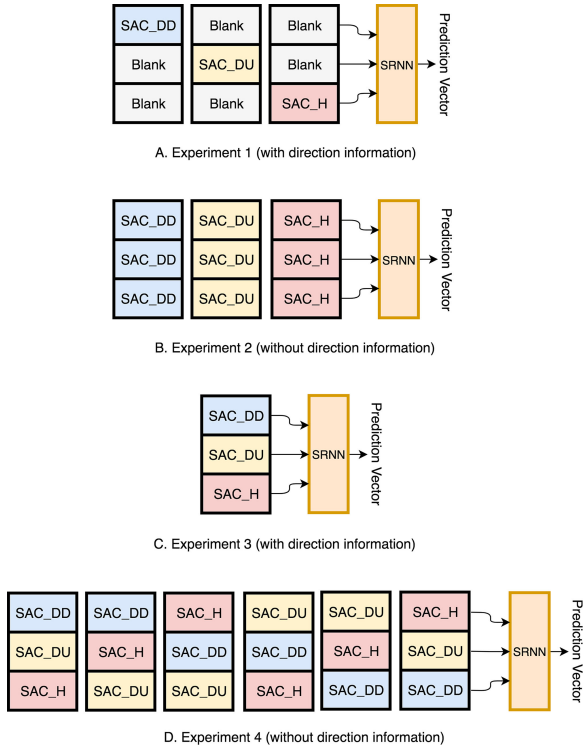 SAC_DD Blank Blank
Blank SAC_DU Blank SRNN Prediction Vector
Blank Blank SAC_H
A. Experiment 1 (with direction information)
SAC_DD SAC_DU SAC_H
SAC_DD SAC_DU SAC_H SRNN Prediction Vector
SAC_DD SAC_DU SAC_H
B. Experiment 2 (without direction information)
SAC_DD
SAC_DU SRNN Prediction Vector
SAC_H
C. Experiment 3 (with direction information)
SAC_DD SAC_DD SAC_H SAC_DU SAC_DU SAC_H
SAC_DU SAC_H SAC_DD SAC_DD SAC_H SAC_DU SRNN Prediction Vector
SAC_H SAC_DU SAC_DU SAC_H SAC_DD SAC_DD
D. Experiment 4 (without direction information)